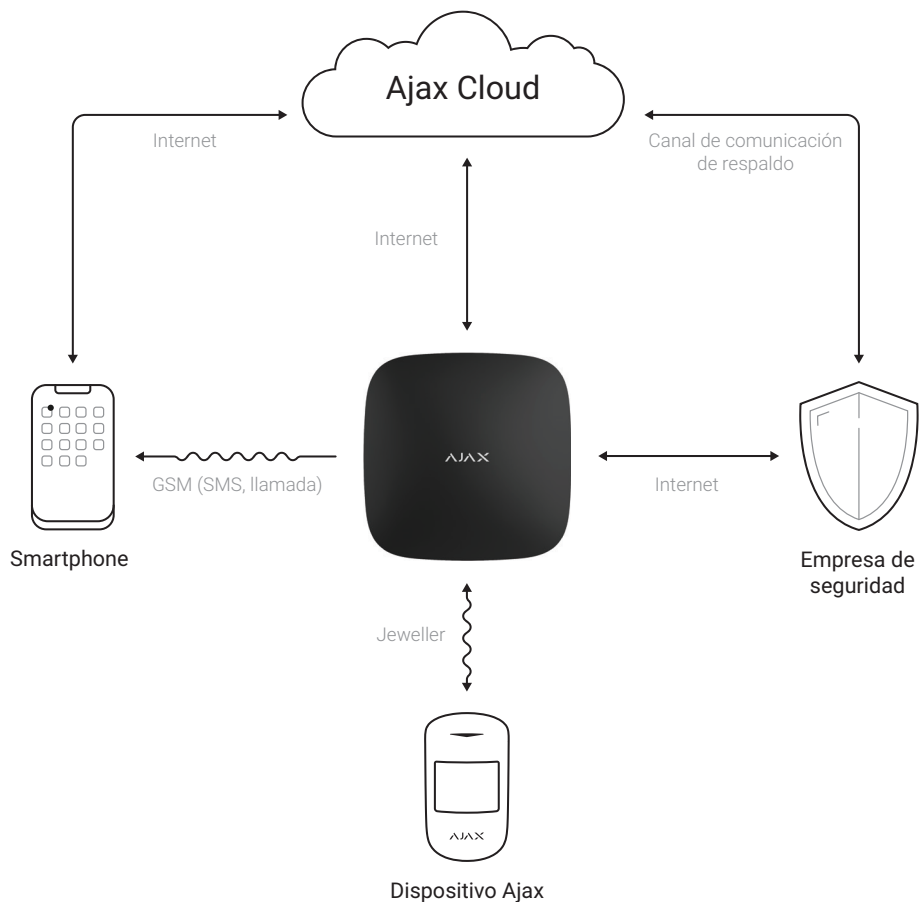 Ajax Cloud
Internet
Canal de comunicación
de respaldo
Internet
AJAX
GSM (SMS, llamada)
Internet
Smartphone
Empresa de
seguridad
Jeweller
AJAX
Dispositivo Ajax